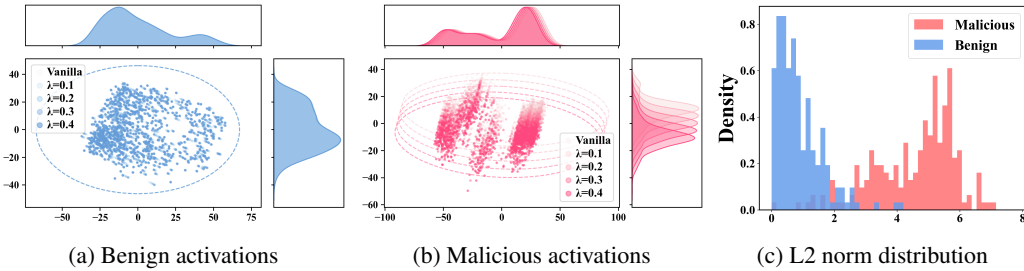 40
20
0
−20
−40
−50
−25
0
25
50
75
Vanilla
λ=0.1
λ=0.2
λ=0.3
λ=0.4
(a) Benign activations
40
20
0
−20
−40
−60
−100
−50
0
50
100
Vanilla
λ=0.1
λ=0.2
λ=0.3
λ=0.4
(b) Malicious activations
Density
0.8
0.6
0.4
0.2
0.0
0
2
4
6
8
Malicious
Benign
(c) L2 norm distribution